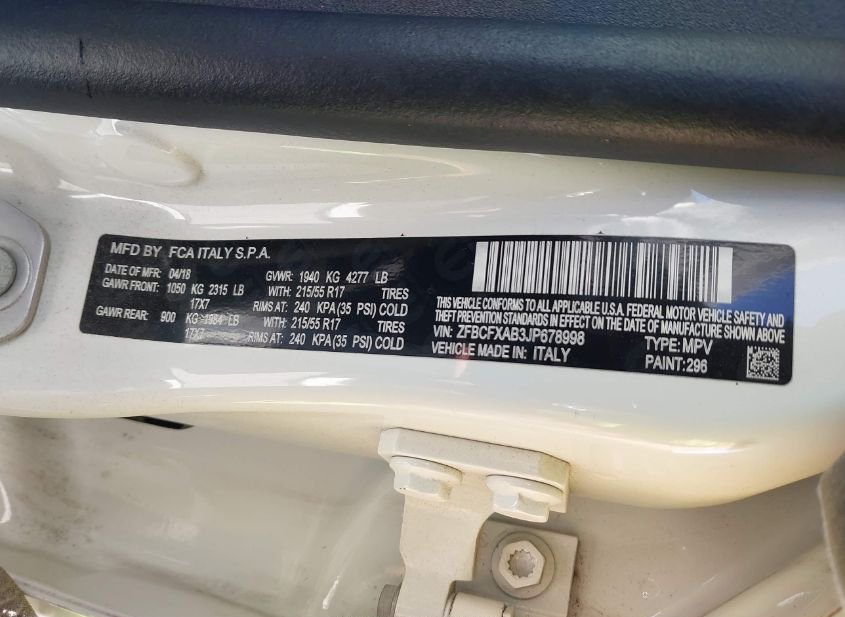 MFD BY FCA ITALY S.P.A.
DATE OF MFR 04/18 GVWR: 1940 KG 4277 LB
GAWR FRONT: 1050 KG 2315 LB WITH: 215/55 R17 TIRES
17X7 RIMS AT: 240 KPA(35 PSI) COLD
GAWR REAR: 900 KG 1984 LB WITH: 215/55 R17 TIRES
17X7 RIMS AT: 240 KPA(35 PSI) COLD
THIS VEHICLE CONFORMS TO ALL APPLICABLE U.S.A. FEDERAL MOTOR VEHICLE SAFETY AND
THEFT PREVENTION STANDARDS IN EFFECT ON THE DATE OF MANUFACTURE SHOWN ABOVE
VIN: ZFBCFXAB3JP678998 TYPE: MPV
VEHICLE MADE IN: ITALY PAINT:296